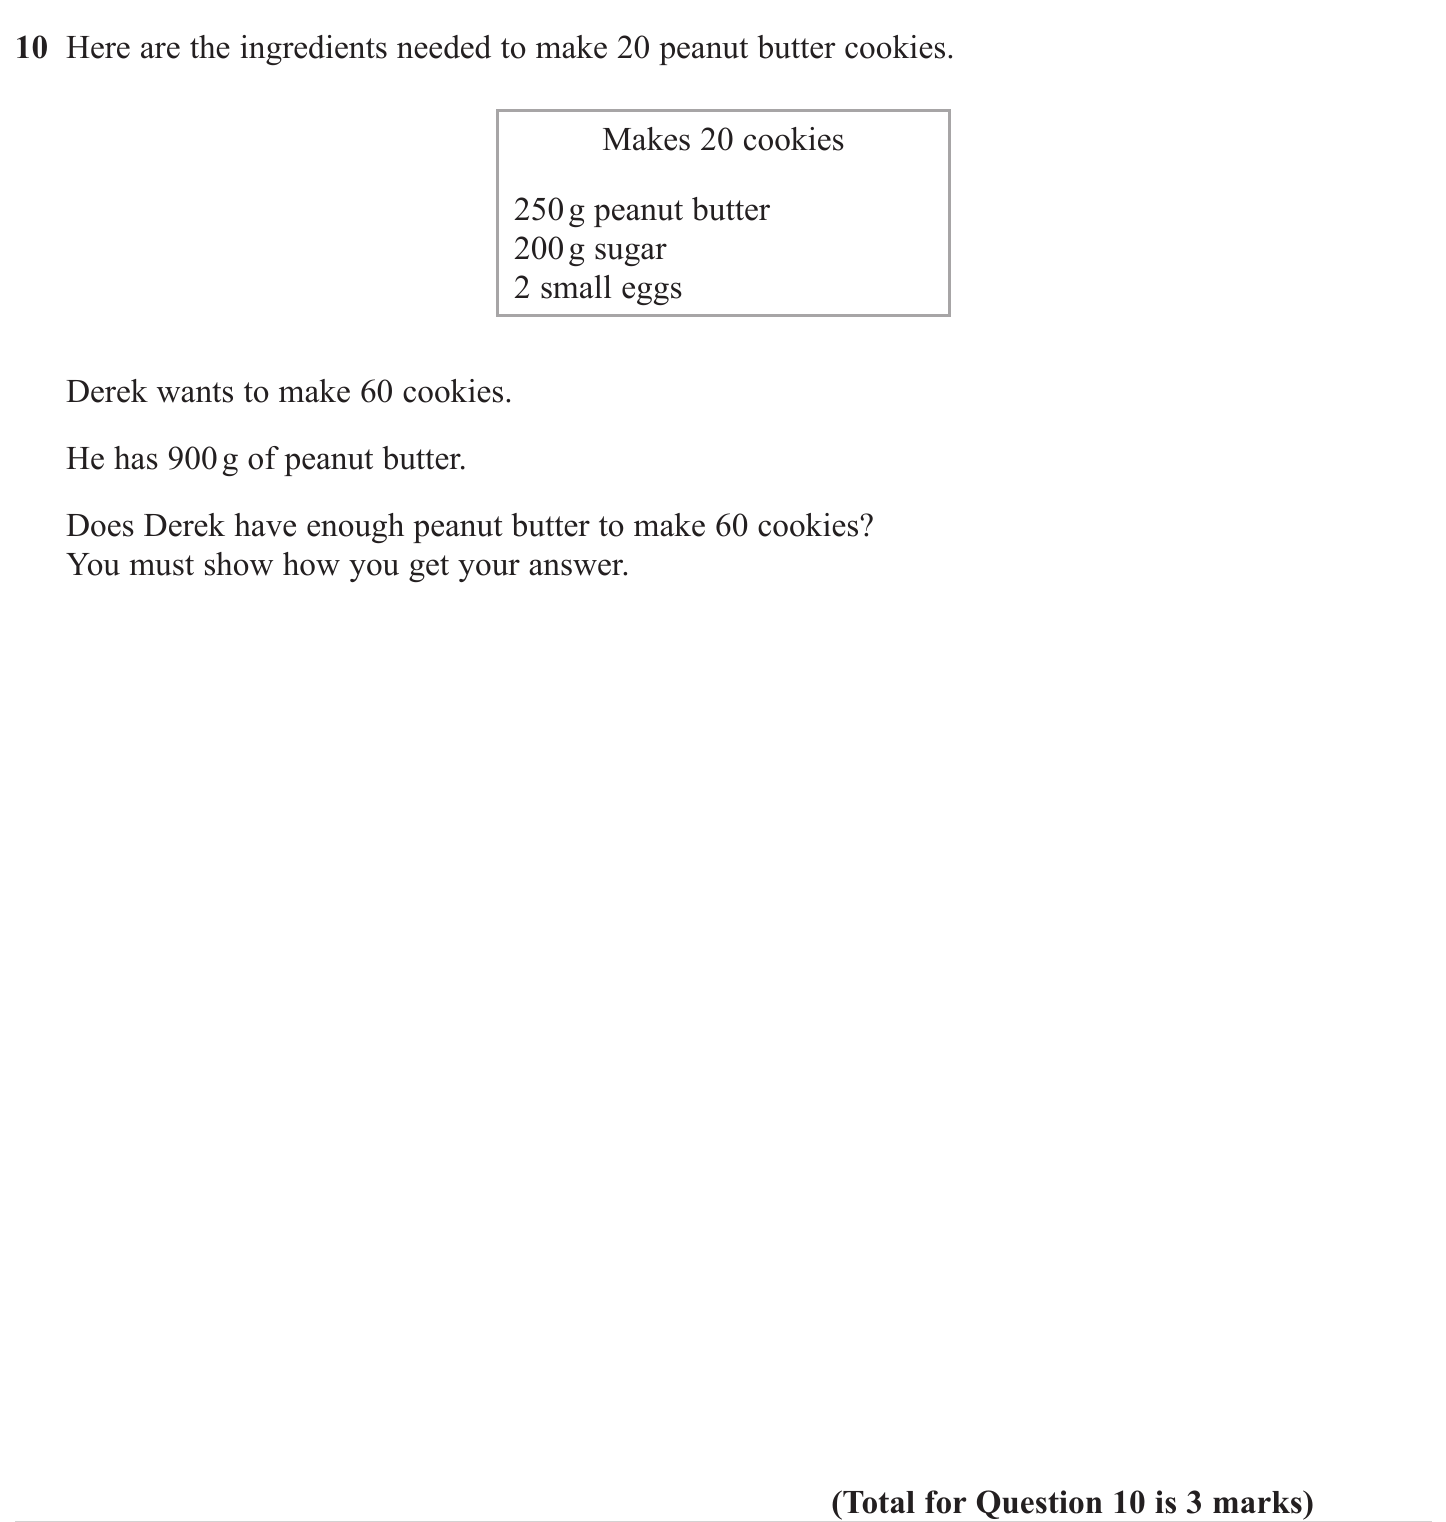 10 Here are the ingredients needed to make 20 peanut butter cookies.
Makes 20 cookies
250 g peanut butter
200 g sugar
2 small eggs
Derek wants to make 60 cookies.
He has 900 g of peanut butter.
Does Derek have enough peanut butter to make 60 cookies?
You must show how you get your answer.
(Total for Question 10 is 3 marks)